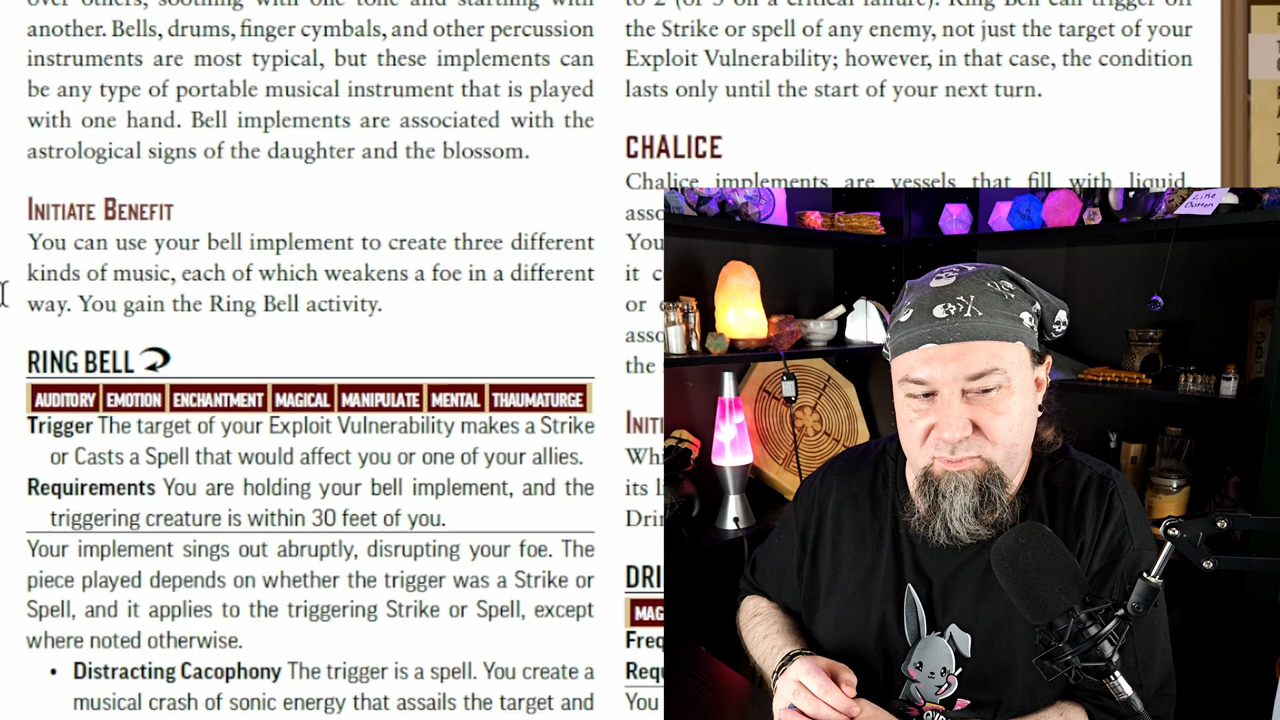 over others, soothing with one tone and startling with
another. Bells, drums, finger cymbals, and other percussion
instruments are most typical, but these implements can
be any type of portable musical instrument that is played
with one hand. Bell implements are associated with the
astrological signs of the daughter and the blossom.
INITIATE BENEFIT
You can use your bell implement to create three different
kinds of music, each of which weakens a foe in a different
way. You gain the Ring Bell activity.
RING BELL
AUDITORY EMOTION ENCHANTMENT MAGICAL MANIPULATE MENTAL THAUMATURGE
Trigger The target of your Exploit Vulnerability makes a Strike
or Casts a Spell that would affect you or one of your allies.
Requirements You are holding your bell implement, and the
triggering creature is within 30 feet of you.
Your implement sings out abruptly, disrupting your foe. The
piece played depends on whether the trigger was a Strike or
Spell, and it applies to the triggering Strike or Spell, except
where noted otherwise.
• Distracting Cacophony The trigger is a spell. You create a
musical crash of sonic energy that assails the target and
to 2 (or 3 on a critical failure). Ring Bell can trigger off
the Strike or spell of any enemy, not just the target of your
Exploit Vulnerability; however, in that case, the condition
lasts only until the start of your next turn.
CHALICE
Chalice implements are vessels that fill with liquid,
You
or
the
its
You
Like
Button